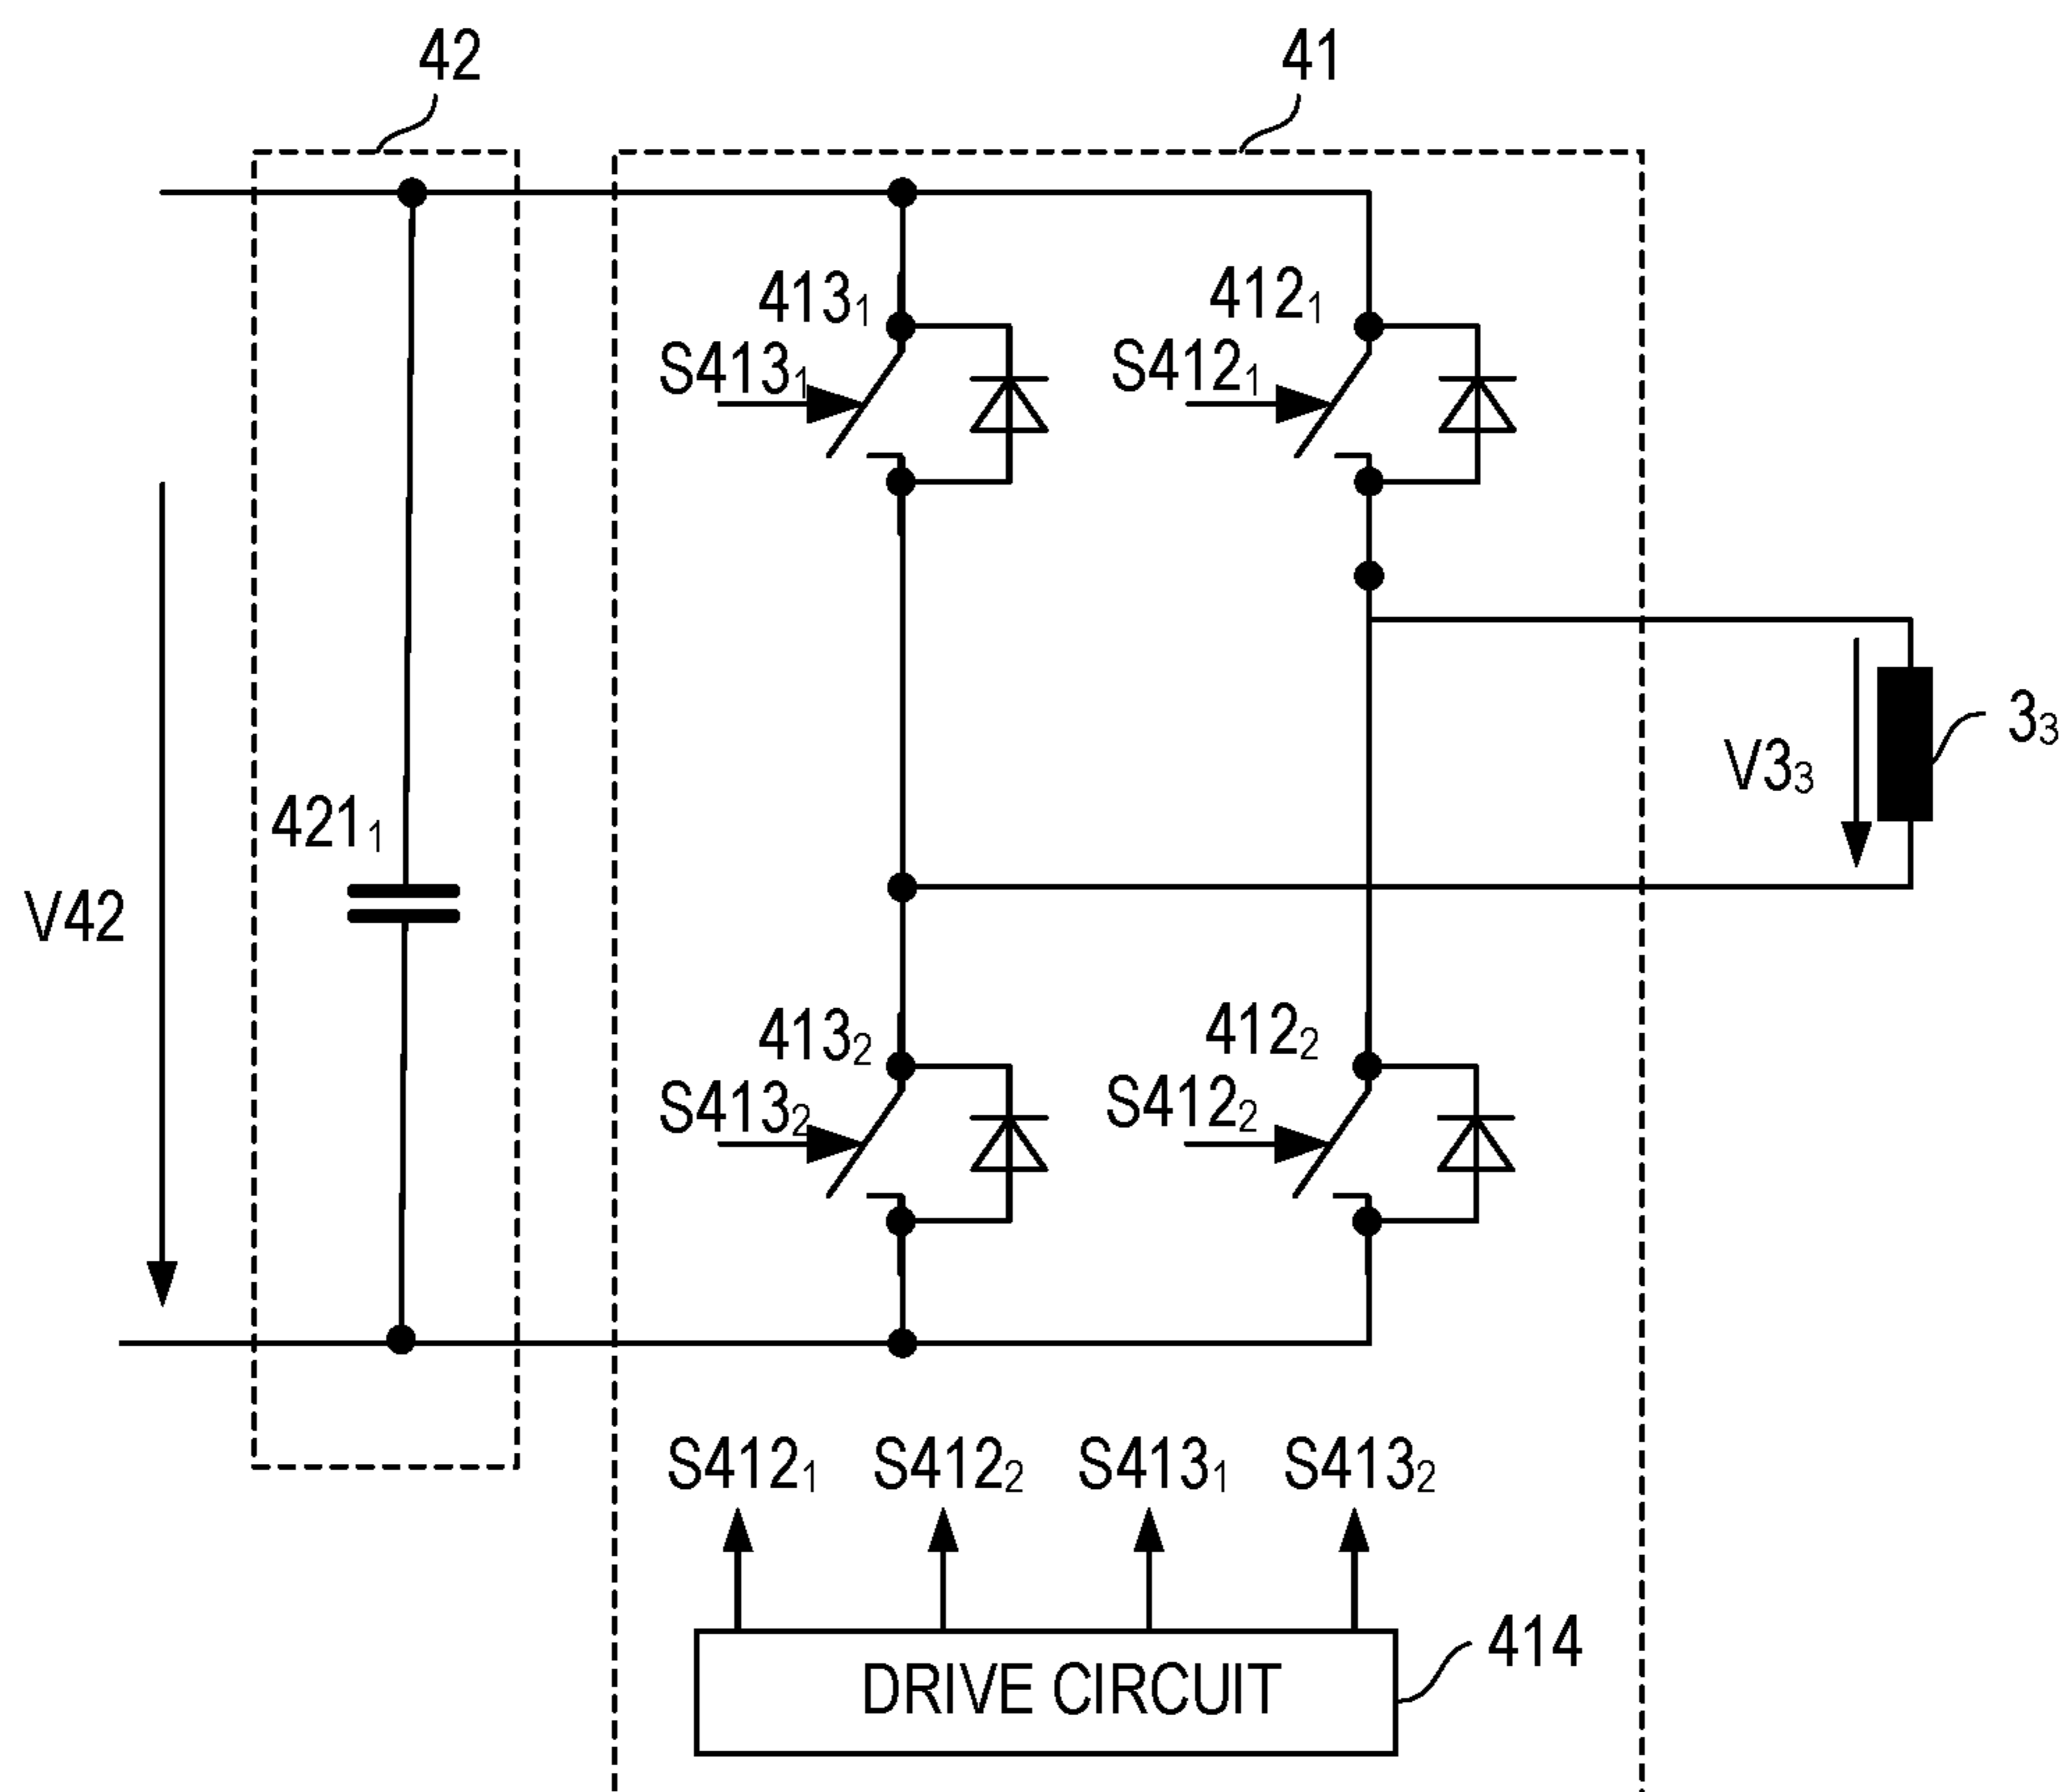 42
41
413₁
412₁
S413₁
S412₁
3₃
V3₃
421₁
V42
413₂
412₂
S413₂
S412₂
S412₁ S412₂ S413₁ S413₂
414
DRIVE CIRCUIT